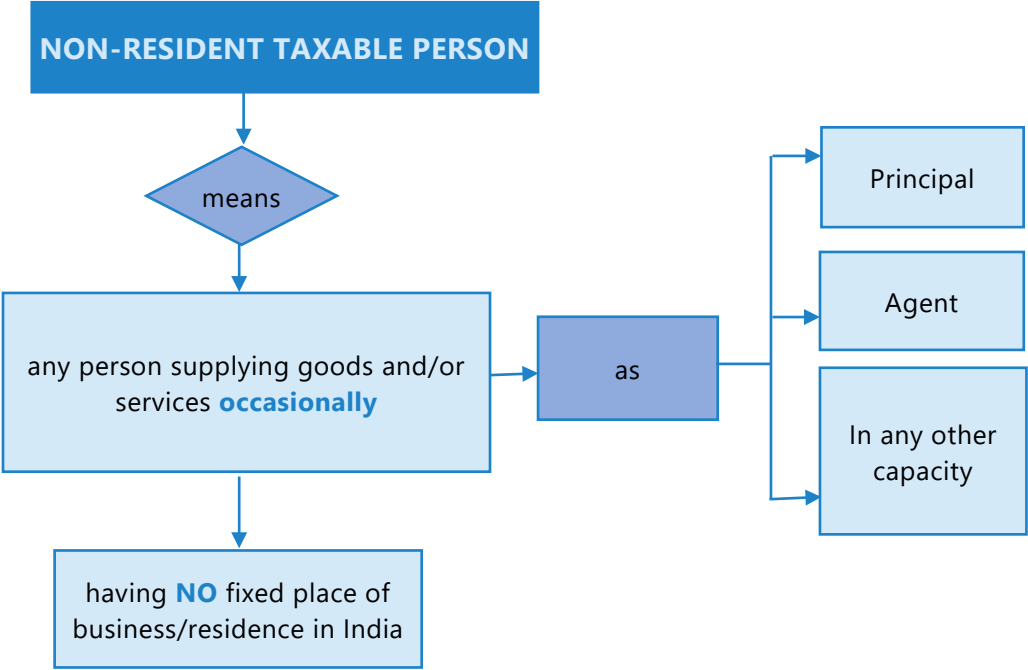 NON-RESIDENT TAXABLE PERSON
means
any person supplying goods and/or
services occasionally
as
Principal
Agent
In any other
capacity
having NO fixed place of
business/residence in India